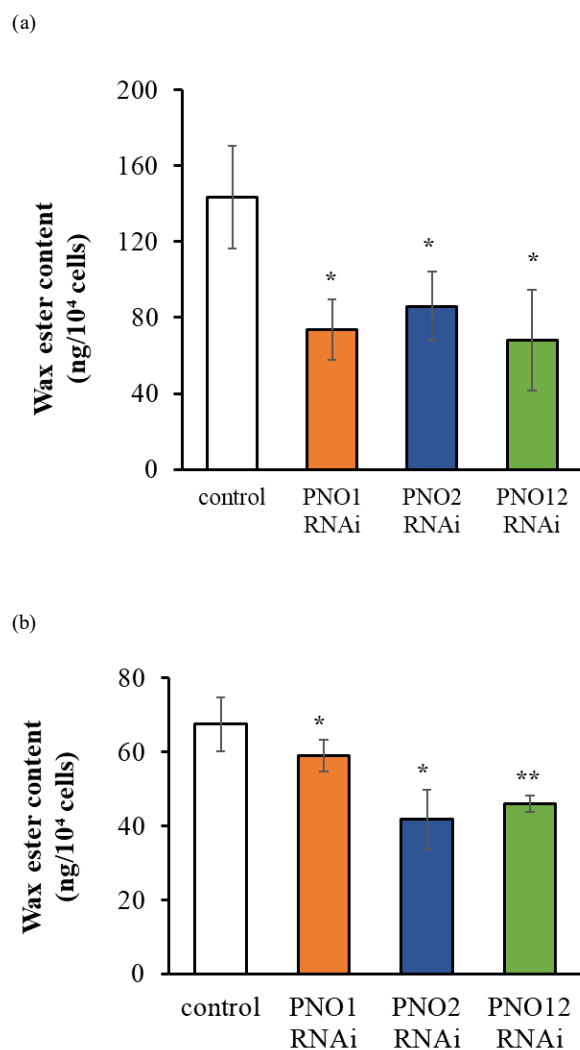 (a)
Wax ester content
(ng/10⁴ cells)
200
160
120
80
40
0
*
*
*
control
PNO1
RNAi
PNO2
RNAi
PNO12
RNAi
(b)
Wax ester content
(ng/10⁴ cells)
80
60
40
20
0
*
*
**
control
PNO1
RNAi
PNO2
RNAi
PNO12
RNAi